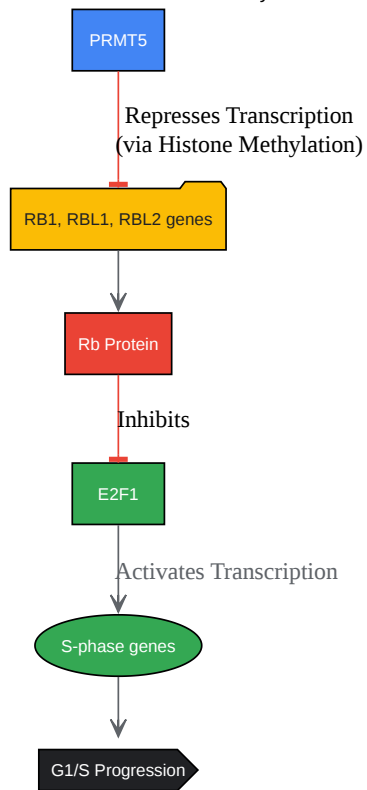 PRMT5
Represses Transcription
(via Histone Methylation)
RB1, RBL1, RBL2 genes
Rb Protein
Inhibits
E2F1
Activates Transcription
S-phase genes
G1/S Progression